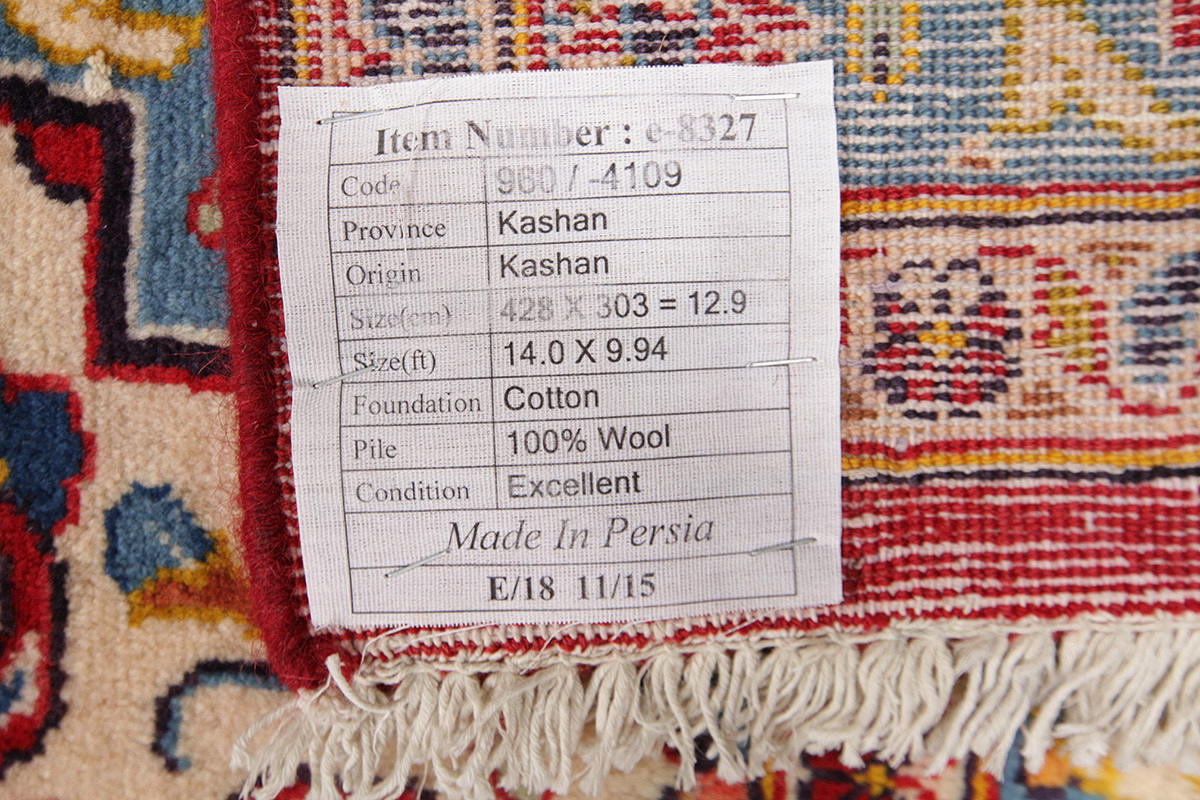 Item Number : e-8327
Code 960 / -4109
Province Kashan
Origin Kashan
Size(cm) 428 X 303 = 12.9
Size(ft) 14.0 X 9.94
Foundation Cotton
Pile 100% Wool
Condition Excellent
Made In Persia
E/18 11/15